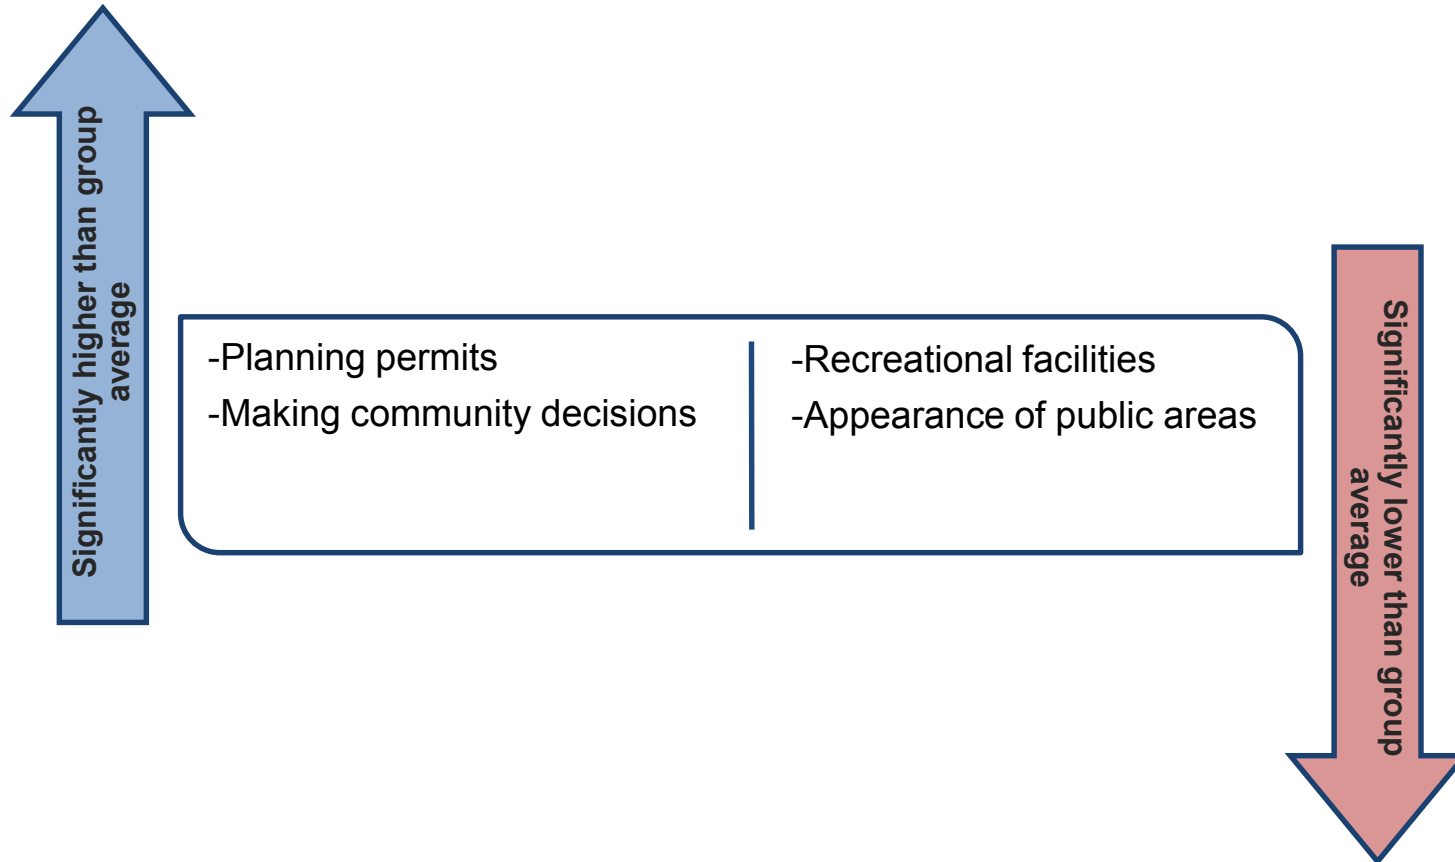 Significantly higher than group
average
-Planning permits
-Making community decisions
-Recreational facilities
-Appearance of public areas
Significantly lower than group
average